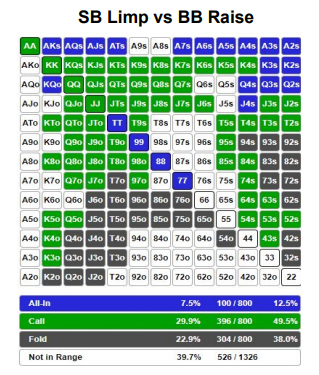 SB Limp vs BB Raise
AA AKs AQs AJs ATs A9s A8s A7s A6s A5s A4s A3s A2s
AKo KK KQs KJs KTs K9s K8s K7s K6s K5s K4s K3s K2s
AQo KQo QQ QJs QTs Q9s Q8s Q7s Q6s Q5s Q4s Q3s Q2s
AJo KJo QJo JJ JTs J9s J8s J7s J6s J5s J4s J3s J2s
ATo KTo QTo JTo TT T9s T8s T7s T6s T5s T4s T3s T2s
A9o K9o Q9o J9o T9o 99 98s 97s 96s 95s 94s 93s 92s
A8o K8o Q8o J8o T8o 98o 88 87s 86s 85s 84s 83s 82s
A7o K7o Q7o J7o T7o 97o 87o 77 76s 75s 74s 73s 72s
A6o K6o Q6o J6o T6o 96o 86o 76o 66 65s 64s 63s 62s
A5o K5o Q5o J5o T5o 95o 85o 75o 65o 55 54s 53s 52s
A4o K4o Q4o J4o T4o 94o 84o 74o 64o 54o 44 43s 42s
A3o K3o Q3o J3o T3o 93o 83o 73o 63o 53o 43o 33 32s
A2o K2o Q2o J2o T2o 92o 82o 72o 62o 52o 42o 32o 22
All-in 7.5% 100 / 800 12.5%
Call 29.9% 396 / 800 49.5%
Fold 22.9% 304 / 800 38.0%
Not in Range 39.7% 526 / 1326